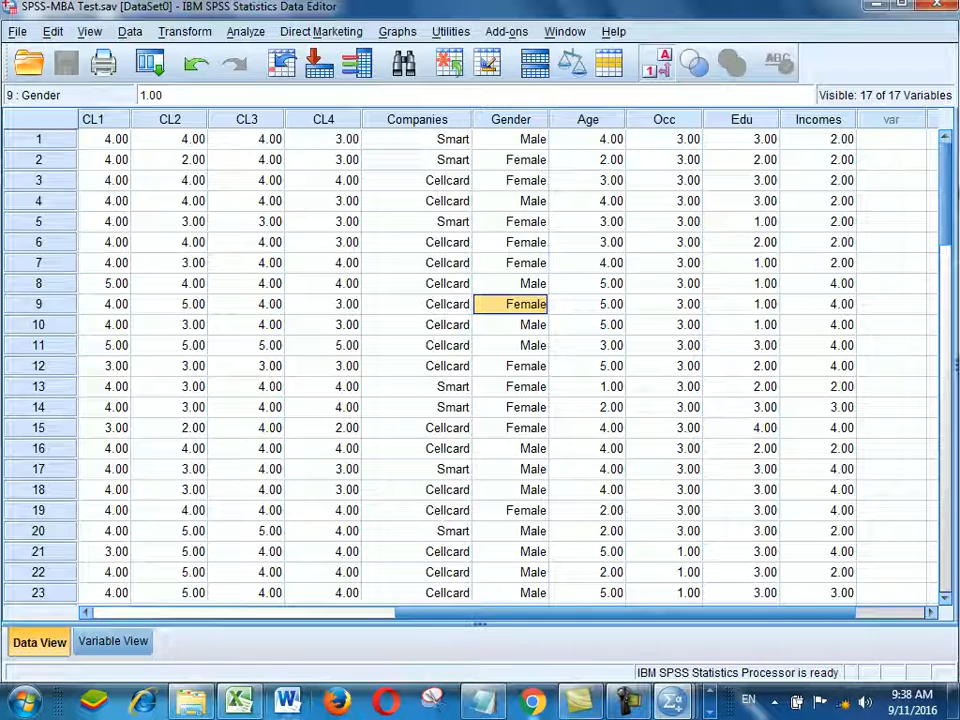 SPSS-MBA Test.sav [DataSet0] - IBM SPSS Statistics Data Editor
File Edit View Data Transform Analyze Direct Marketing Graphs Utilities Add-ons Window Help
9 : Gender 1.00 Visible: 17 of 17 Variables
CL1 CL2 CL3 CL4 Companies Gender Age Occ Edu Incomes var
1 4.00 4.00 4.00 3.00 Smart Male 4.00 3.00 3.00 2.00
2 4.00 2.00 4.00 3.00 Smart Female 2.00 3.00 2.00 2.00
3 4.00 4.00 4.00 4.00 Cellcard Female 3.00 3.00 2.00 2.00
4 4.00 4.00 4.00 3.00 Cellcard Male 4.00 3.00 3.00 2.00
5 4.00 3.00 3.00 3.00 Smart Female 3.00 3.00 1.00 2.00
6 4.00 4.00 4.00 3.00 Cellcard Female 3.00 3.00 2.00 2.00
7 4.00 3.00 4.00 4.00 Cellcard Female 4.00 3.00 1.00 2.00
8 5.00 4.00 4.00 4.00 Cellcard Male 5.00 3.00 1.00 4.00
9 4.00 5.00 4.00 3.00 Cellcard Female 5.00 3.00 1.00 4.00
10 4.00 3.00 4.00 3.00 Cellcard Male 5.00 3.00 1.00 4.00
11 5.00 5.00 5.00 5.00 Cellcard Male 3.00 3.00 3.00 4.00
12 3.00 3.00 3.00 3.00 Cellcard Female 5.00 3.00 2.00 4.00
13 4.00 3.00 4.00 4.00 Smart Female 1.00 3.00 2.00 2.00
14 4.00 3.00 4.00 4.00 Smart Female 2.00 3.00 3.00 3.00
15 3.00 2.00 4.00 2.00 Cellcard Female 4.00 3.00 4.00 4.00
16 4.00 4.00 4.00 4.00 Cellcard Male 4.00 3.00 2.00 2.00
17 4.00 3.00 4.00 3.00 Smart Male 4.00 3.00 3.00 4.00
18 4.00 3.00 4.00 3.00 Cellcard Male 4.00 3.00 3.00 4.00
19 4.00 4.00 4.00 4.00 Cellcard Female 2.00 3.00 3.00 4.00
20 4.00 5.00 5.00 4.00 Smart Male 2.00 3.00 3.00 2.00
21 3.00 5.00 4.00 4.00 Cellcard Male 5.00 1.00 3.00 4.00
22 4.00 5.00 4.00 4.00 Cellcard Male 2.00 1.00 3.00 2.00
23 4.00 5.00 4.00 4.00 Cellcard Male 5.00 1.00 3.00 3.00
Data View Variable View
IBM SPSS Statistics Processor is ready
EN 9:38 AM
9/11/2016